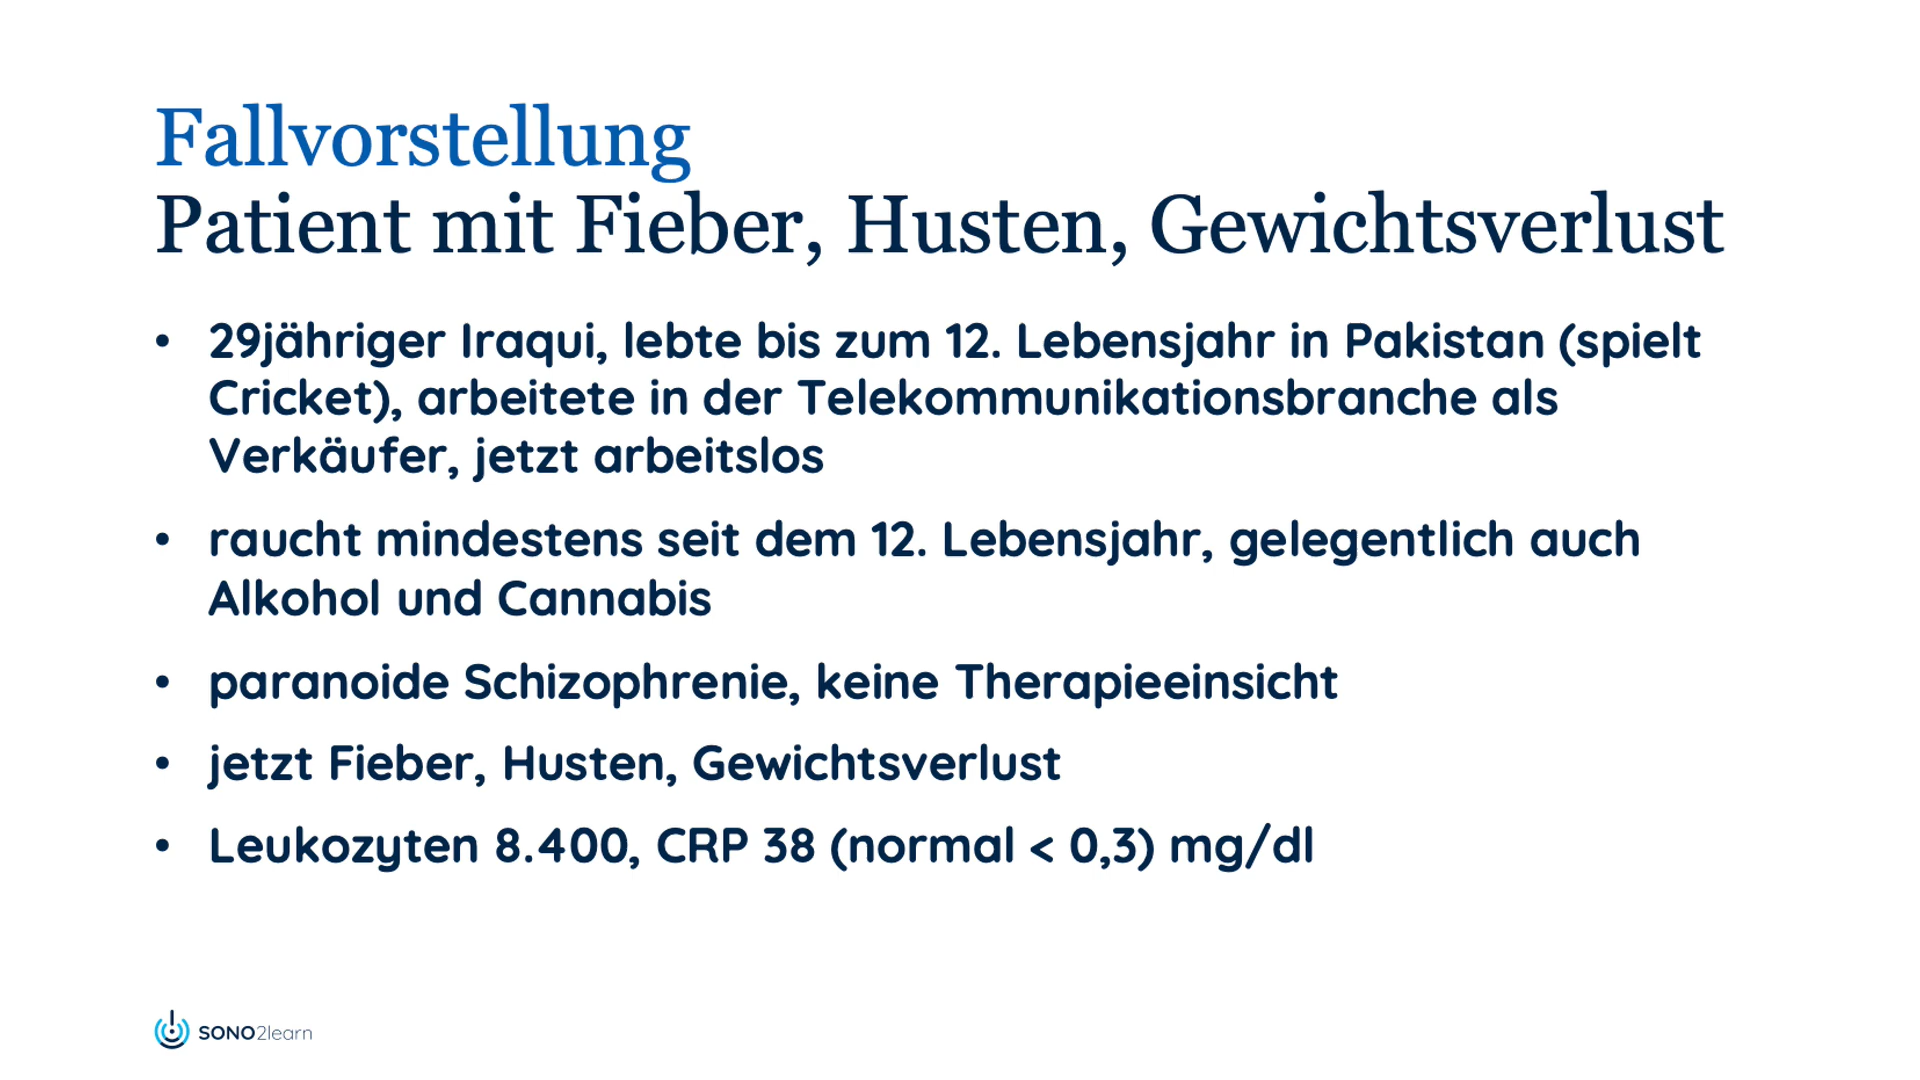 Fallvorstellung
Patient mit Fieber, Husten, Gewichtsverlust
• 29jähriger Iraqui, lebte bis zum 12. Lebensjahr in Pakistan (spielt
Cricket), arbeitete in der Telekommunikationsbranche als
Verkäufer, jetzt arbeitslos
• raucht mindestens seit dem 12. Lebensjahr, gelegentlich auch
Alkohol und Cannabis
• paranoide Schizophrenie, keine Therapieeinsicht
• jetzt Fieber, Husten, Gewichtsverlust
• Leukozyten 8.400, CRP 38 (normal < 0,3) mg/dl
SONO2learn